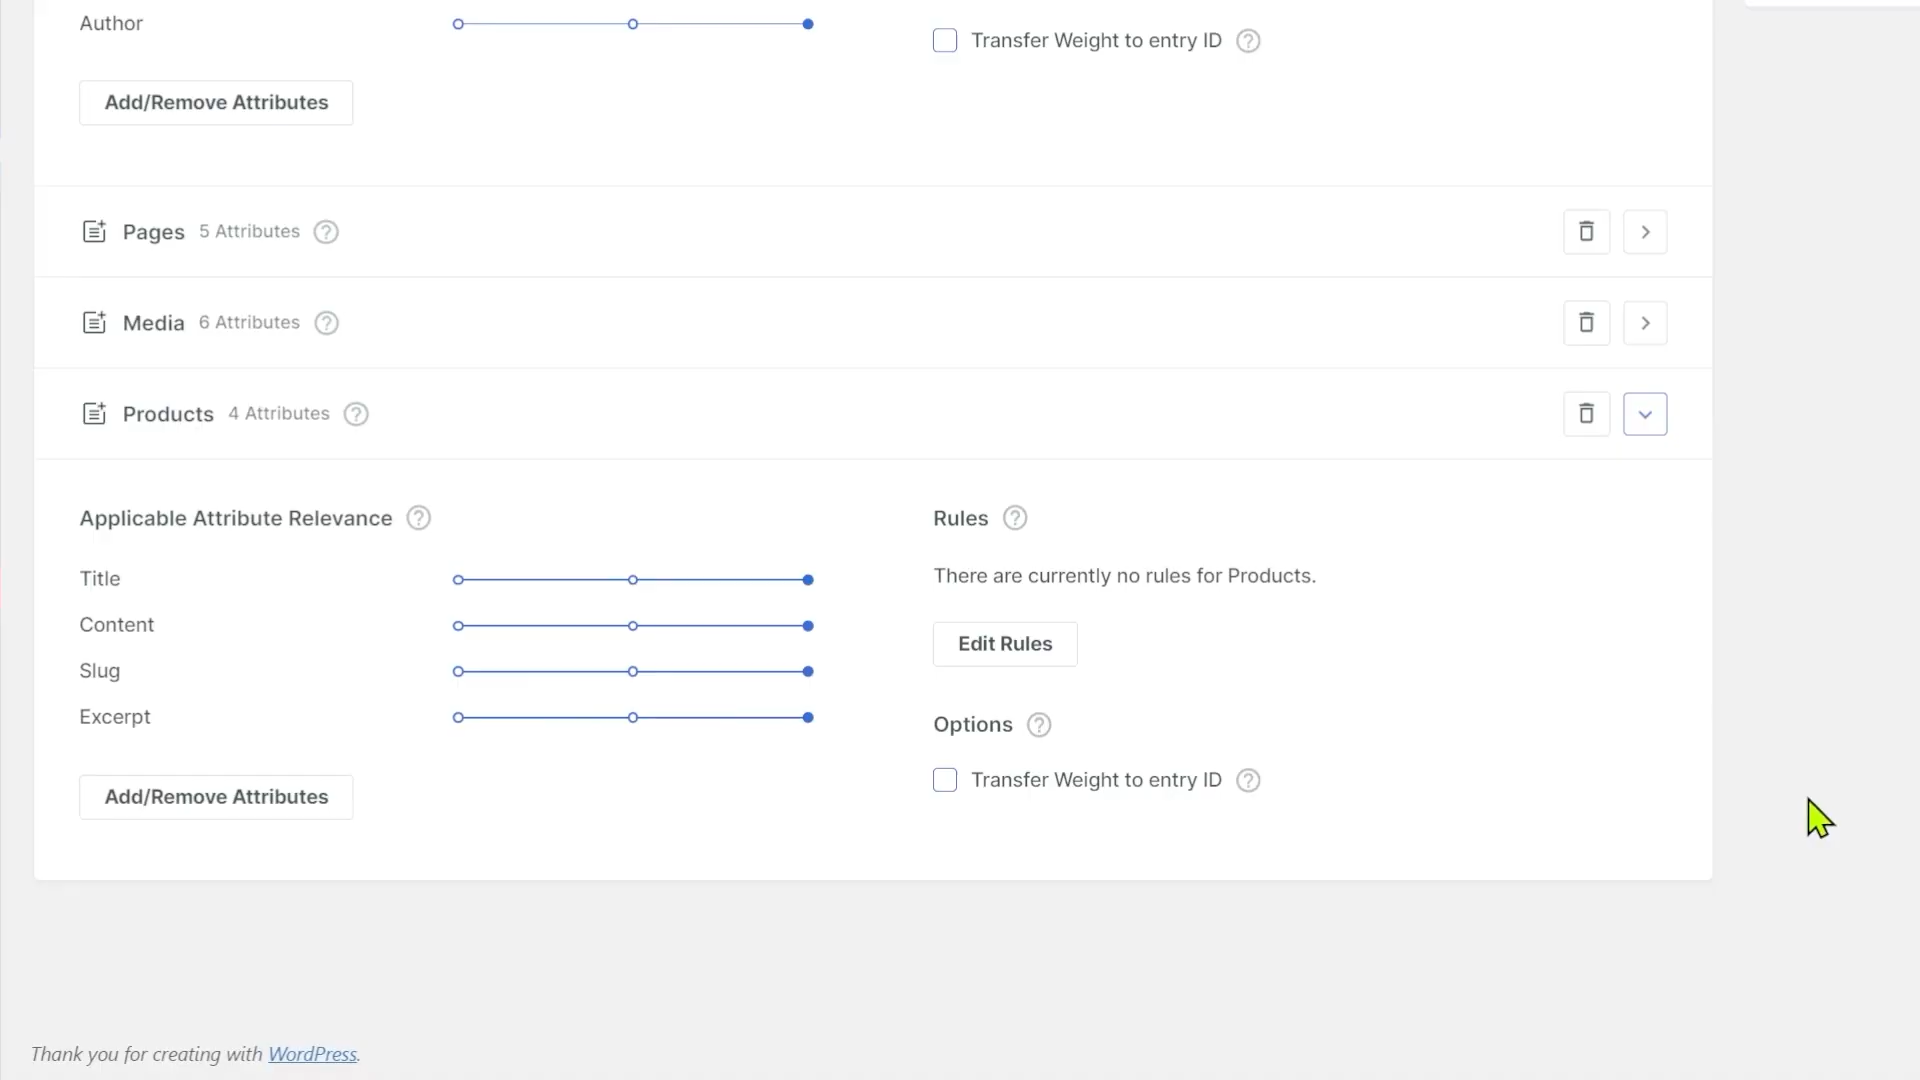 Author
Transfer Weight to entry ID ?
Add/Remove Attributes
Pages 5 Attributes ?
Media 6 Attributes ?
Products 4 Attributes ?
Applicable Attribute Relevance ?
Rules ?
Title
There are currently no rules for Products.
Content
Edit Rules
Slug
Excerpt
Options ?
Transfer Weight to entry ID ?
Add/Remove Attributes
Thank you for creating with WordPress.